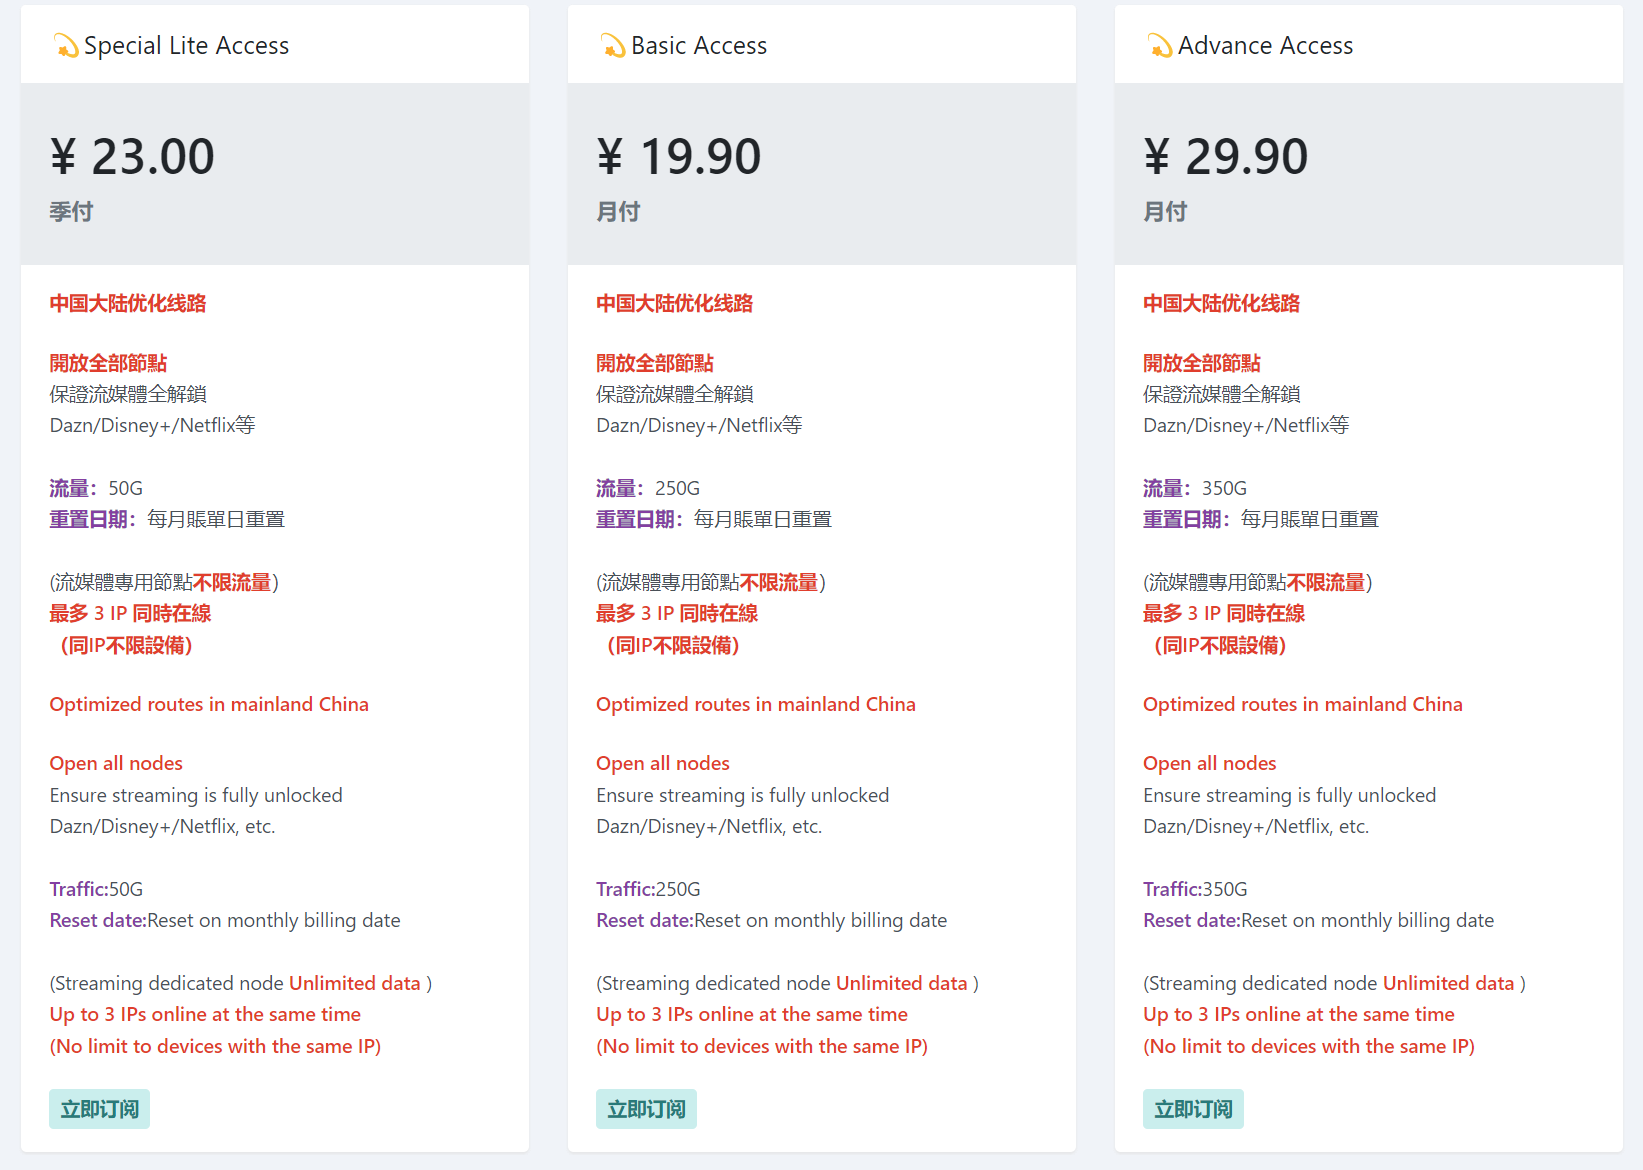 💫Special Lite Access
¥ 23.00
季付
中国大陆优化线路
開放全部節點
保證流媒體全解鎖
Dazn/Disney+/Netflix等
流量：50G
重置日期：每月賬單日重置
(流媒體專用節點不限流量)
最多 3 IP 同時在線
（同IP不限設備）
Optimized routes in mainland China
Open all nodes
Ensure streaming is fully unlocked
Dazn/Disney+/Netflix, etc.
Traffic:50G
Reset date:Reset on monthly billing date
(Streaming dedicated node Unlimited data )
Up to 3 IPs online at the same time
(No limit to devices with the same IP)
立即订阅
💫Basic Access
¥ 19.90
月付
中国大陆优化线路
開放全部節點
保證流媒體全解鎖
Dazn/Disney+/Netflix等
流量：250G
重置日期：每月賬單日重置
(流媒體專用節點不限流量)
最多 3 IP 同時在線
（同IP不限設備）
Optimized routes in mainland China
Open all nodes
Ensure streaming is fully unlocked
Dazn/Disney+/Netflix, etc.
Traffic:250G
Reset date:Reset on monthly billing date
(Streaming dedicated node Unlimited data )
Up to 3 IPs online at the same time
(No limit to devices with the same IP)
立即订阅
💫Advance Access
¥ 29.90
月付
中国大陆优化线路
開放全部節點
保證流媒體全解鎖
Dazn/Disney+/Netflix等
流量：350G
重置日期：每月賬單日重置
(流媒體專用節點不限流量)
最多 3 IP 同時在線
（同IP不限設備）
Optimized routes in mainland China
Open all nodes
Ensure streaming is fully unlocked
Dazn/Disney+/Netflix, etc.
Traffic:350G
Reset date:Reset on monthly billing date
(Streaming dedicated node Unlimited data )
Up to 3 IPs online at the same time
(No limit to devices with the same IP)
立即订阅